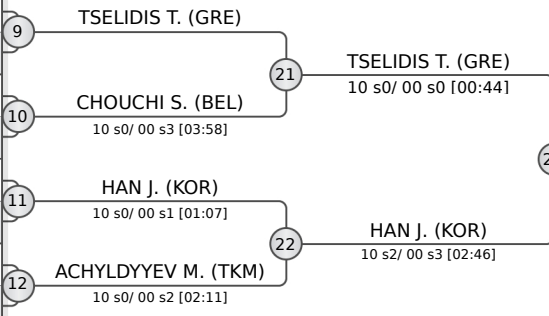 9
TSELIDIS T. (GRE)
21
TSELIDIS T. (GRE)
10 s0/ 00 s0 [00:44]
10
CHOUCHI S. (BEL)
10 s0/ 00 s3 [03:58]
11
HAN J. (KOR)
10 s0/ 00 s1 [01:07]
22
HAN J. (KOR)
10 s2/ 00 s3 [02:46]
12
ACHYLDYYEV M. (TKM)
10 s0/ 00 s2 [02:11]